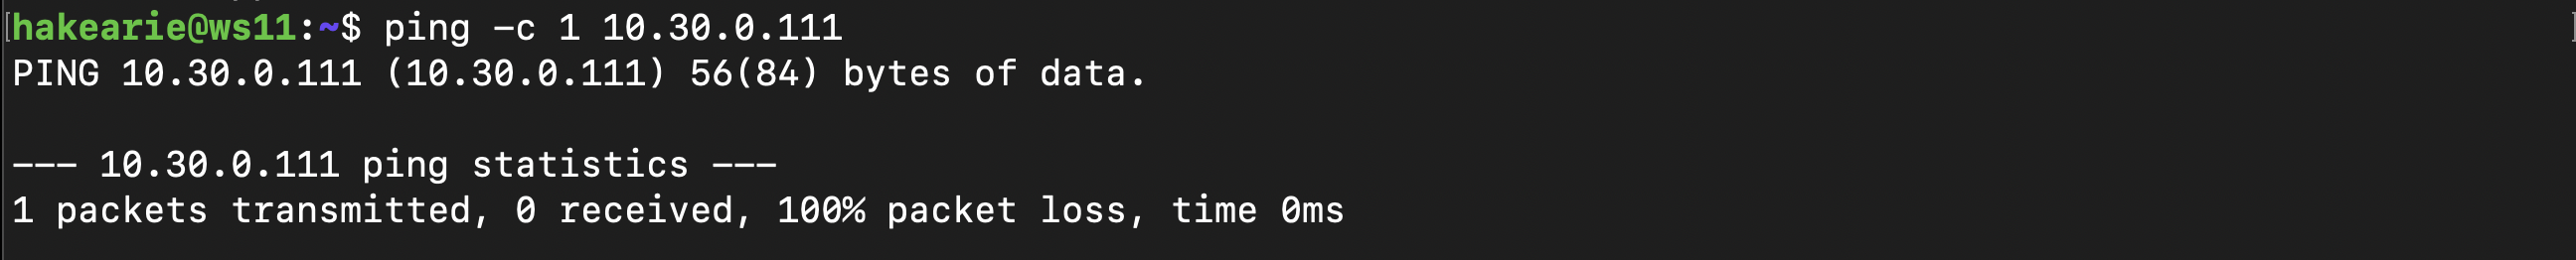 [hakearie@ws11:~$ ping -c 1 10.30.0.111 ]
PING 10.30.0.111 (10.30.0.111) 56(84) bytes of data.

--- 10.30.0.111 ping statistics ---
1 packets transmitted, 0 received, 100% packet loss, time 0ms